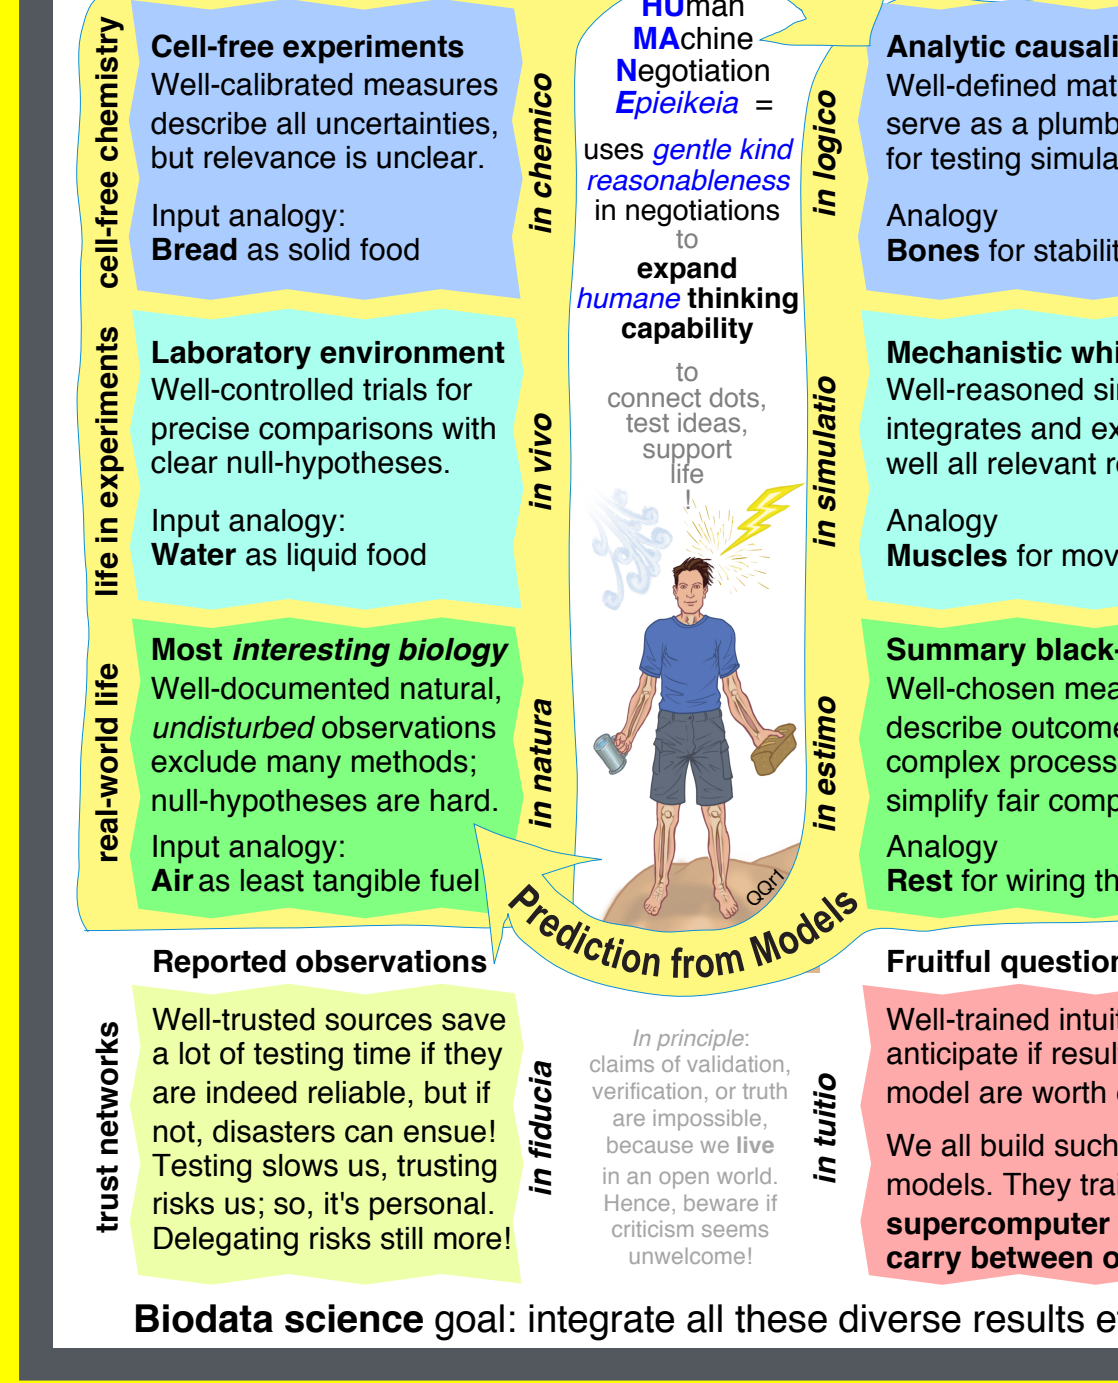 cell-free chemistry
Cell-free experiments
Well-calibrated measures
describe all uncertainties,
but relevance is unclear.
Input analogy:
Bread as solid food
in chemico
life in experiments
Laboratory environment
Well-controlled trials for
precise comparisons with
clear null-hypotheses.
Input analogy:
Water as liquid food
in vivo
real-world life
Most interesting biology
Well-documented natural,
undisturbed observations
exclude many methods;
null-hypotheses are hard.
Input analogy:
Air as least tangible fuel
in natura
Reported observations
trust networks
Well-trusted sources save
a lot of testing time if they
are indeed reliable, but if
not, disasters can ensue!
Testing slows us, trusting
risks us; so, it's personal.
Delegating risks still more!
in fiducia
HUman
MAchine
Negotiation
Epieikeia =
uses gentle kind
reasonableness
in negotiations
to
expand
humane thinking
capability
to
connect dots,
test ideas,
support
life
!
QQr1
Prediction from Models
In principle:
claims of validation,
verification, or truth
are impossible,
because we live
in an open world.
Hence, beware if
criticism seems
unwelcome!
in logico
Analytic causali
Well-defined mat
serve as a plumb
for testing simula
Analogy
Bones for stabilit
in simulatio
Mechanistic whi
Well-reasoned si
integrates and ex
well all relevant r
Analogy
Muscles for mov
in estimo
Summary black-
Well-chosen mea
describe outcome
complex process
simplify fair comp
Analogy
Rest for wiring th
Fruitful question
in tuitio
Well-trained intui
anticipate if resul
model are worth
We all build such
models. They trai
supercomputer
carry between o
Biodata science goal: integrate all these diverse results e